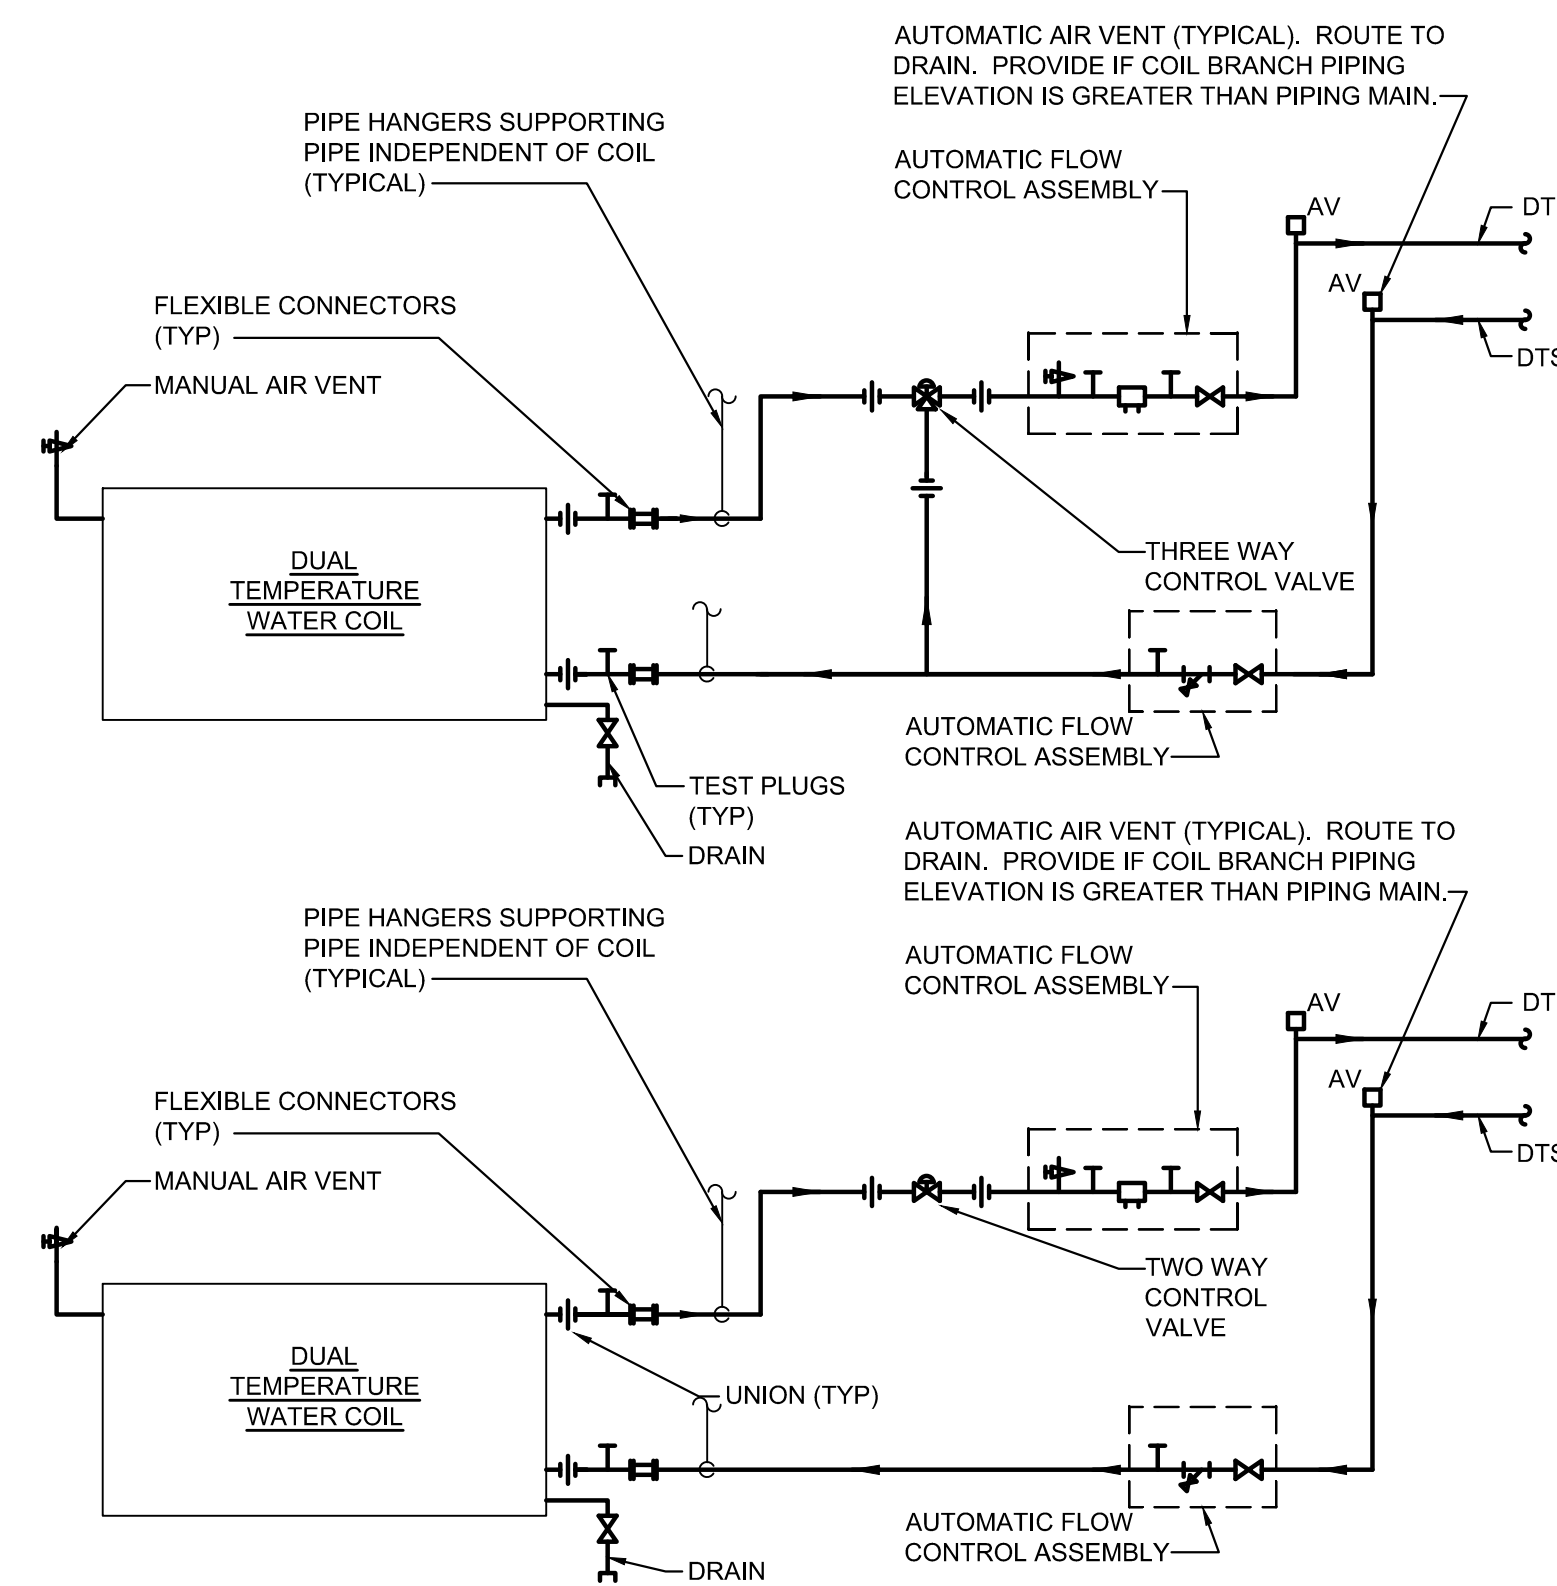 AUTOMATIC AIR VENT (TYPICAL). ROUTE TO
DRAIN. PROVIDE IF COIL BRANCH PIPING
ELEVATION IS GREATER THAN PIPING MAIN.
PIPE HANGERS SUPPORTING
PIPE INDEPENDENT OF COIL
(TYPICAL)
AUTOMATIC FLOW
CONTROL ASSEMBLY
AV
DT
AV
DTS
FLEXIBLE CONNECTORS
(TYP)
MANUAL AIR VENT
DUAL
TEMPERATURE
WATER COIL
THREE WAY
CONTROL VALVE
AUTOMATIC FLOW
CONTROL ASSEMBLY
TEST PLUGS
(TYP)
DRAIN
AUTOMATIC AIR VENT (TYPICAL). ROUTE TO
DRAIN. PROVIDE IF COIL BRANCH PIPING
ELEVATION IS GREATER THAN PIPING MAIN.
PIPE HANGERS SUPPORTING
PIPE INDEPENDENT OF COIL
(TYPICAL)
AUTOMATIC FLOW
CONTROL ASSEMBLY
AV
DT
AV
DTS
FLEXIBLE CONNECTORS
(TYP)
MANUAL AIR VENT
TWO WAY
CONTROL
VALVE
DUAL
TEMPERATURE
WATER COIL
UNION (TYP)
AUTOMATIC FLOW
CONTROL ASSEMBLY
DRAIN